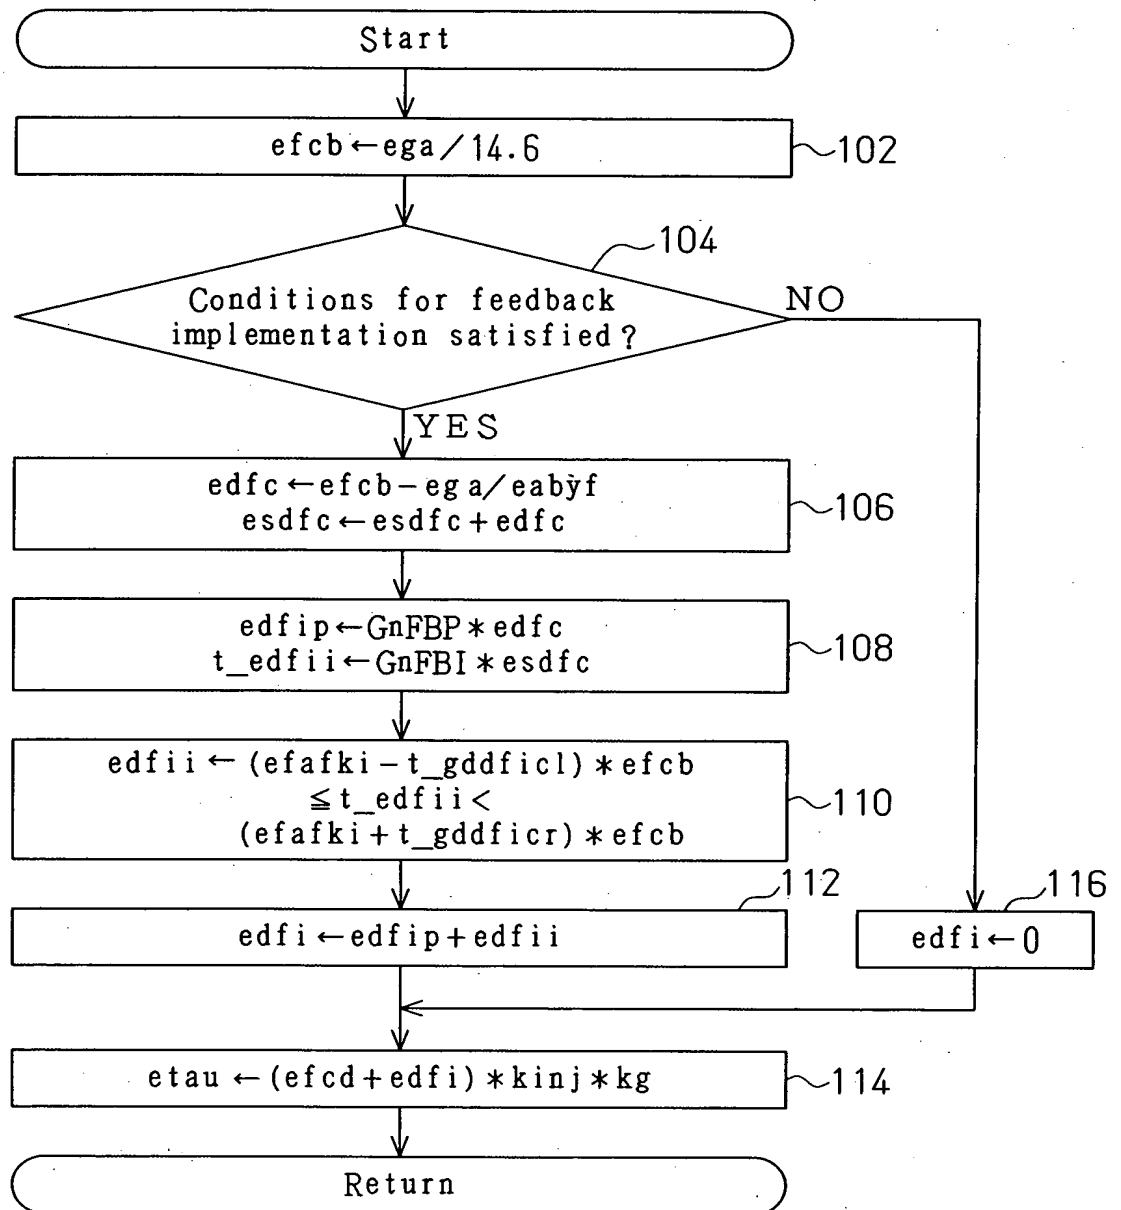 Start
efcb←ega/14.6
102
104
Conditions for feedback
implementation satisfied?
NO
YES
edfc←efcb-ega/eabỳf
esdfc←esdfc+edfc
106
edfip←GnFBP*edfc
t_edfii←GnFBI*esdfc
108
edfii←(efafki-t_gddficl)*efcb
≦t_edfii<
(efafki+t_gddficr)*efcb
110
112
edfi←edfip+edfii
116
edfi←0
etau←(efcd+edfi)*kinj*kg
114
Return